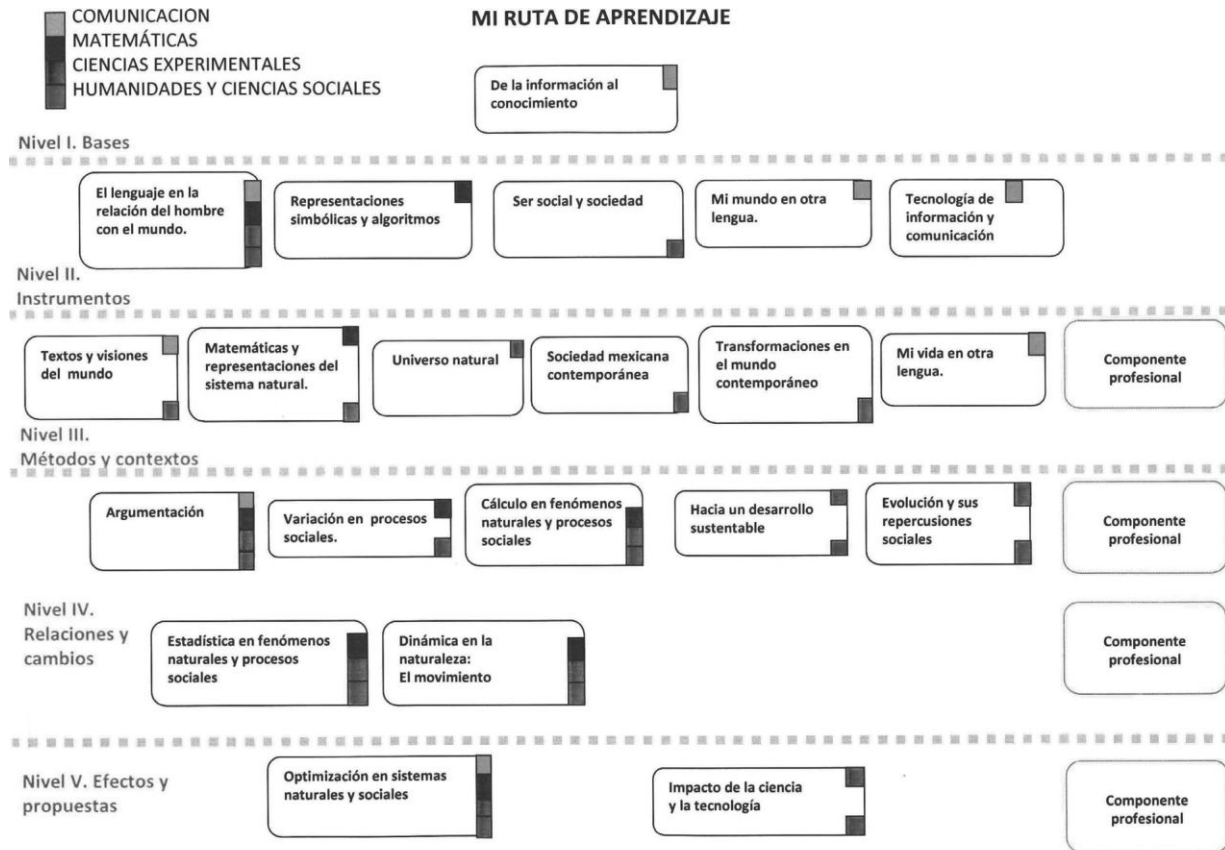 COMUNICACION
MATEMÁTICAS
CIENCIAS EXPERIMENTALES
HUMANIDADES Y CIENCIAS SOCIALES
MI RUTA DE APRENDIZAJE
De la información al
conocimiento
Nivel I. Bases
El lenguaje en la
relación del hombre
con el mundo.
Representaciones
simbólicas y algoritmos
Ser social y sociedad
Mi mundo en otra
lengua.
Tecnología de
información y
comunicación
Nivel II.
Instrumentos
Textos y visiones
del mundo
Matemáticas y
representaciones del
sistema natural.
Universo natural
Sociedad mexicana
contemporánea
Transformaciones en
el mundo
contemporáneo
Mi vida en otra
lengua.
Componente
profesional
Nivel III.
Métodos y contextos
Argumentación
Variación en procesos
sociales.
Cálculo en fenómenos
naturales y procesos
sociales
Hacia un desarrollo
sustentable
Evolución y sus
repercusiones
sociales
Componente
profesional
Nivel IV.
Relaciones y
cambios
Estadística en fenómenos
naturales y procesos
sociales
Dinámica en la
naturaleza:
El movimiento
Componente
profesional
Nivel V. Efectos y
propuestas
Optimización en sistemas
naturales y sociales
Impacto de la ciencia
y la tecnología
Componente
profesional